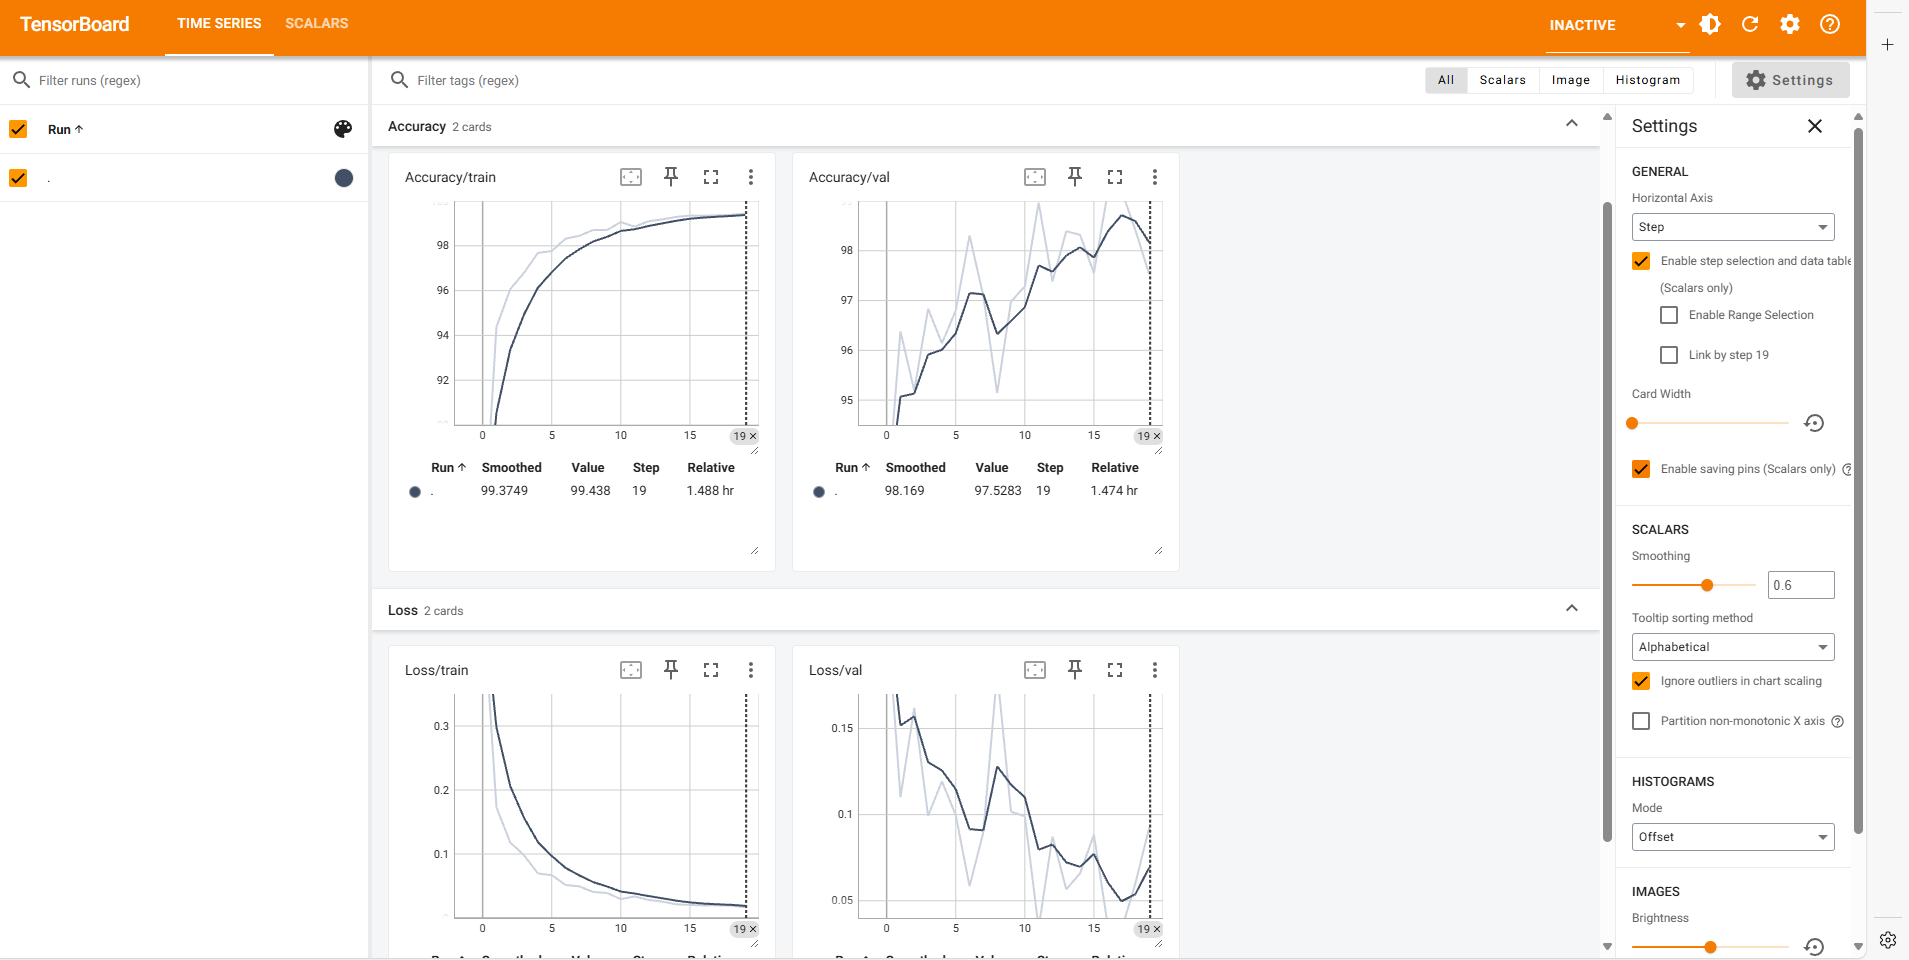 TensorBoard TIME SERIES SCALARS INACTIVE
Filter runs (regex)
Run
.
Filter tags (regex)
All Scalars Image Histogram Settings
Accuracy 2 cards
Accuracy/train
98
96
94
92
0 5 10 15 19
Run Smoothed Value Step Relative
. 99.3749 99.438 19 1.488 hr
Accuracy/val
98
97
96
95
0 5 10 15 19
Run Smoothed Value Step Relative
. 98.169 97.5283 19 1.474 hr
Loss 2 cards
Loss/train
0.3
0.2
0.1
0 5 10 15 19
Loss/val
0.15
0.1
0.05
0 5 10 15 19
Settings
GENERAL
Horizontal Axis
Step
Enable step selection and data table
(Scalars only)
Enable Range Selection
Link by step 19
Card Width
Enable saving pins (Scalars only)
SCALARS
Smoothing
0.6
Tooltip sorting method
Alphabetical
Ignore outliers in chart scaling
Partition non-monotonic X axis
HISTOGRAMS
Mode
Offset
IMAGES
Brightness